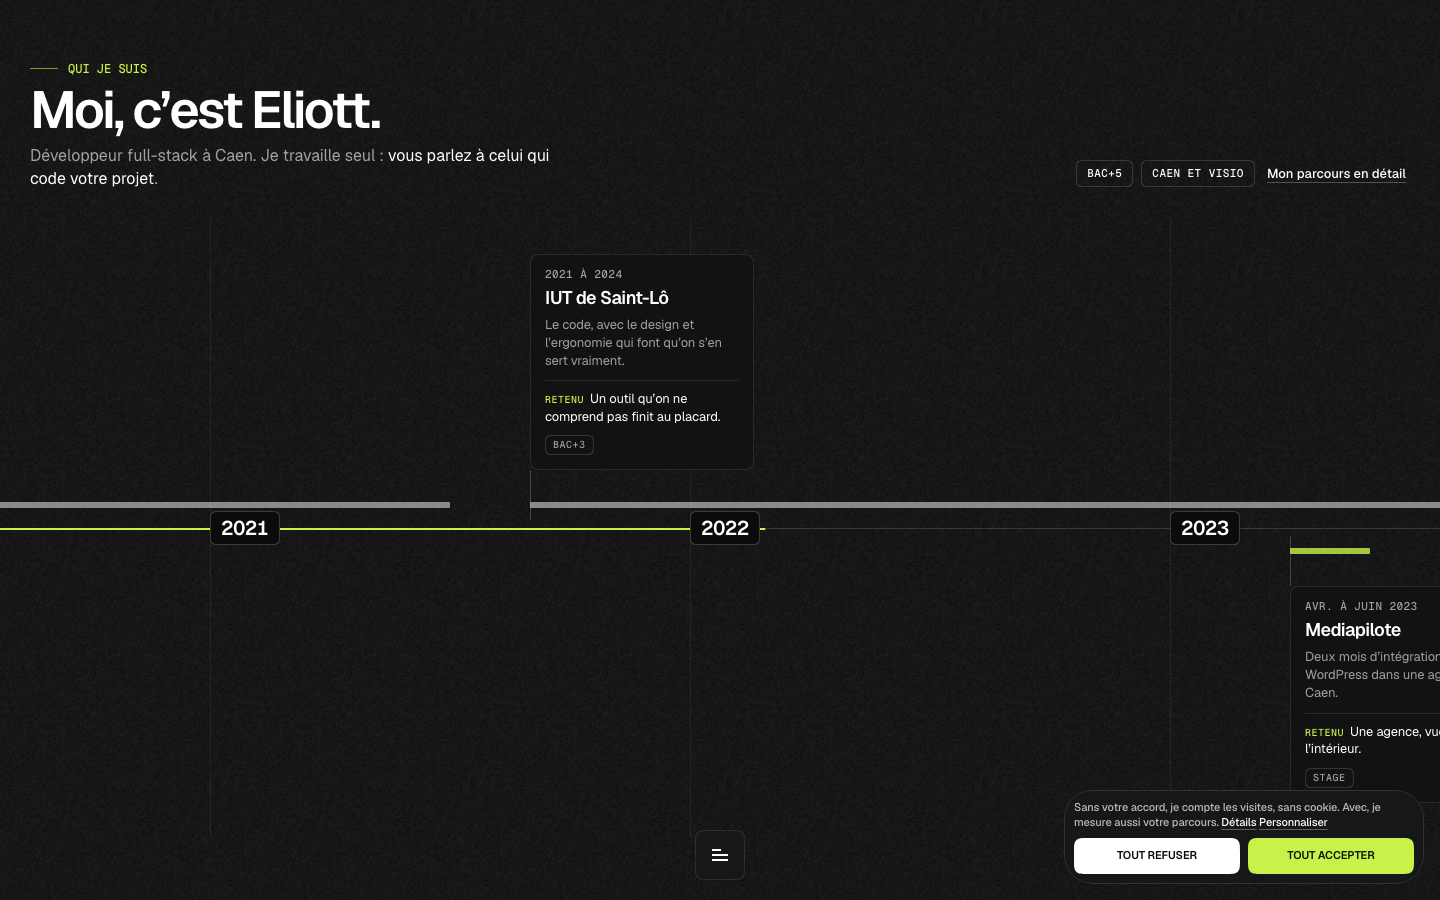 QUI JE SUIS
Moi, c’est Eliott.
Développeur full-stack à Caen. Je travaille seul : vous parlez à celui qui
code votre projet.
BAC+5
CAEN ET VISIO
Mon parcours en détail
2021 À 2024
IUT de Saint-Lô
Le code, avec le design et
l’ergonomie qui font qu’on s’en
sert vraiment.
RETENU Un outil qu’on ne
comprend pas finit au placard.
BAC+3
2021
2022
2023
AVR. À JUIN 2023
Mediapilote
Deux mois d’intégration
WordPress dans une
Caen.
RETENU Une agence,
l’intérieur.
STAGE
Sans votre accord, je compte les visites, sans cookie. Avec, je
mesure aussi votre parcours. Détails Personnaliser
TOUT REFUSER
TOUT ACCEPTER